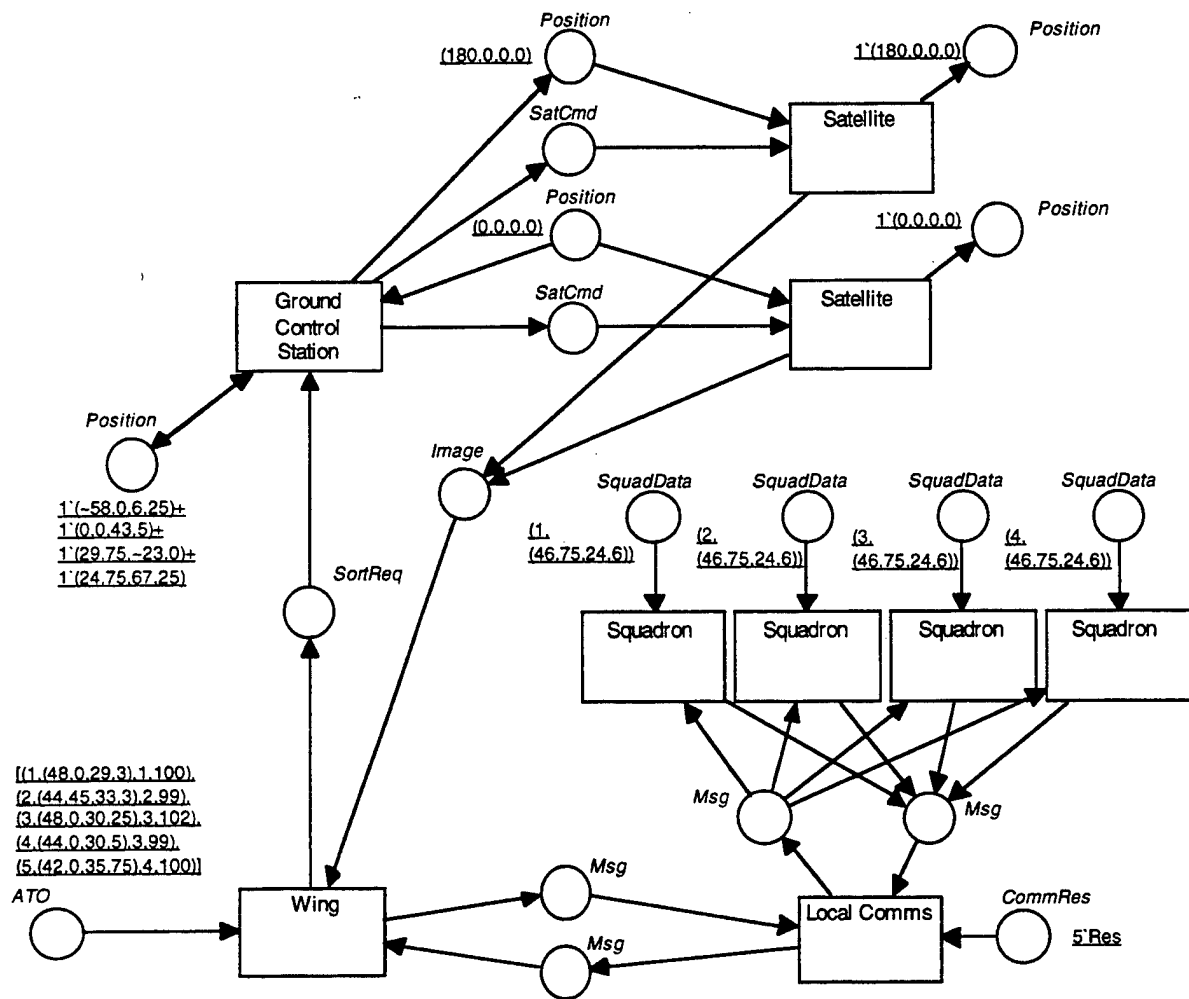 Position
(180.0,0.0)
1`(180.0,0.0)
Position
Satellite
SatCmd
Position
(0.0,0.0)
1`(0.0,0.0)
Position
Satellite
Ground
Control
Station
SatCmd
Position
1`(~58.0,6.25)+
1`(0.0,43.5)+
1`(29.75,~23.0)+
1`(24.75,67.25)
Image
SortReq
SquadData
SquadData
SquadData
SquadData
(1,
(46.75,24.6))
(2,
(46.75,24.6))
(3,
(46.75,24.6))
(4,
(46.75,24.6))
Squadron
Squadron
Squadron
Squadron
[(1,(48.0,29.3),1,100),
(2,(44.45,33.3),2,99),
(3,(48.0,30.25),3,102),
(4,(44.0,30.5),3,99),
(5,(42.0,35.75),4,100)]
ATO
Wing
Msg
Msg
Msg
Msg
Local Comms
CommRes
5`Res